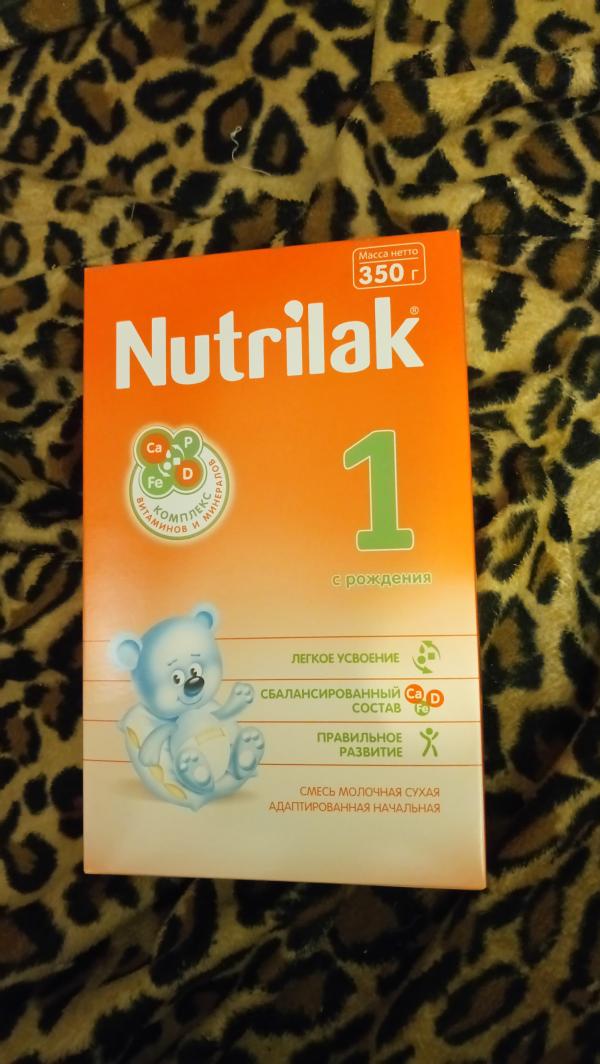 Масса нетто
350 г
Nutrilak®
Ca P
Fe D
КОМПЛЕКС
ВИТАМИНОВ И МИНЕРАЛОВ
1
с рождения
ЛЕГКОЕ УСВОЕНИЕ
СБАЛАНСИРОВАННЫЙ
СОСТАВ
Ca D
Fe
ПРАВИЛЬНОЕ
РАЗВИТИЕ
СМЕСЬ МОЛОЧНАЯ СУХАЯ
АДАПТИРОВАННАЯ НАЧАЛЬНАЯ